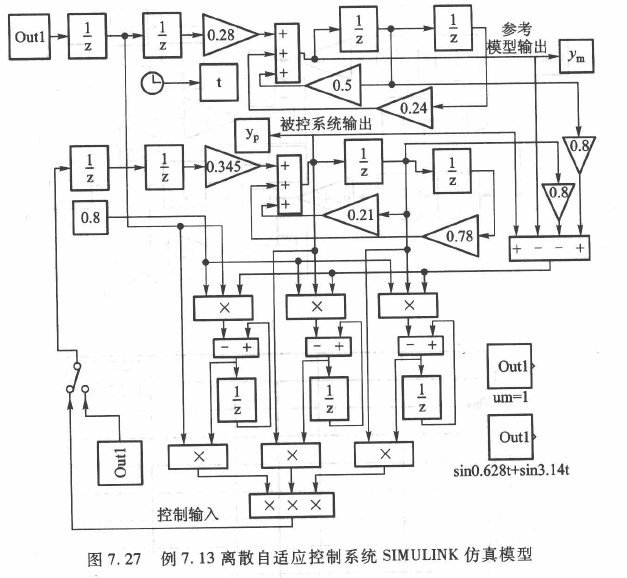 Out1
1/z
1/z
0.28
+
+
+
1/z
1/z
参考
模型输出
ym
t
0.5
0.24
yp
被控系统输出
0.8
1/z
1/z
0.345
+
+
+
1/z
1/z
0.8
0.8
0.21
0.78
+ − − +
×
×
×
− +
− +
− +
1/z
1/z
1/z
Out1
um=1
Out1
×
×
×
Out1
sin0.628t+sin3.14t
× × ×
控制输入
图 7.27 例 7.13 离散自适应控制系统 SIMULINK 仿真模型